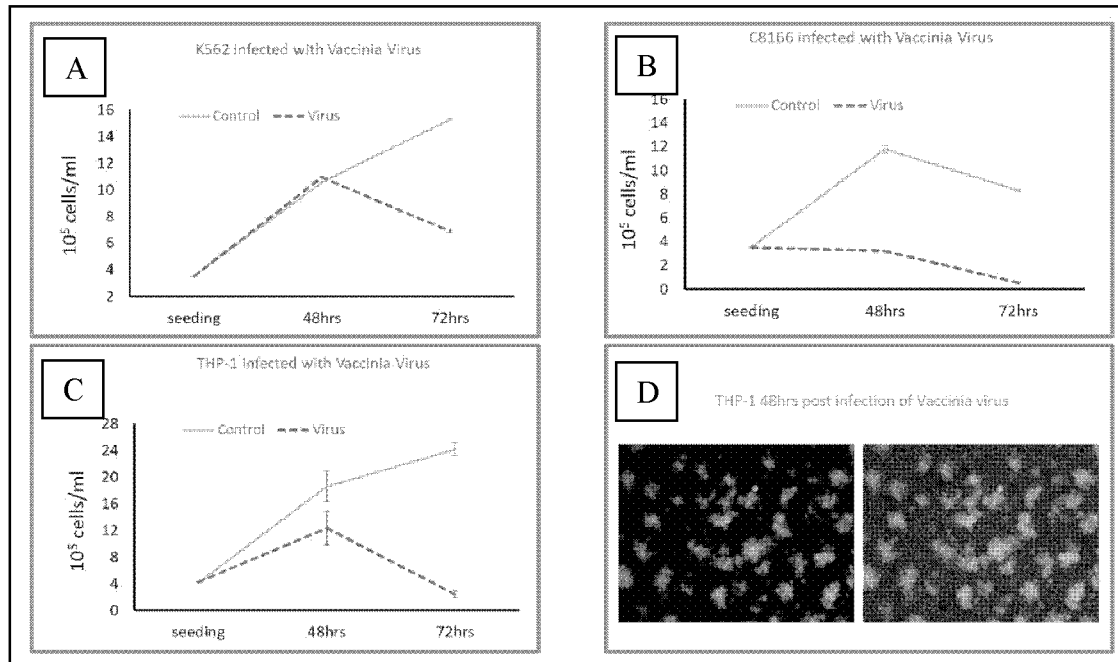 A
K562 infected with Vaccinia Virus
Control
Virus
10⁵ cells/ml
16
14
12
10
8
6
4
2
seeding
48hrs
72hrs
B
C8166 infected with Vaccinia Virus
Control
Virus
10⁵ cells/ml
16
14
12
10
8
6
4
2
0
seeding
48hrs
72hrs
C
THP-1 infected with Vaccinia Virus
Control
Virus
10⁵ cells/ml
28
24
20
16
12
8
4
0
seeding
48hrs
72hrs
D
THP-1 48hrs post infection of Vaccinia virus